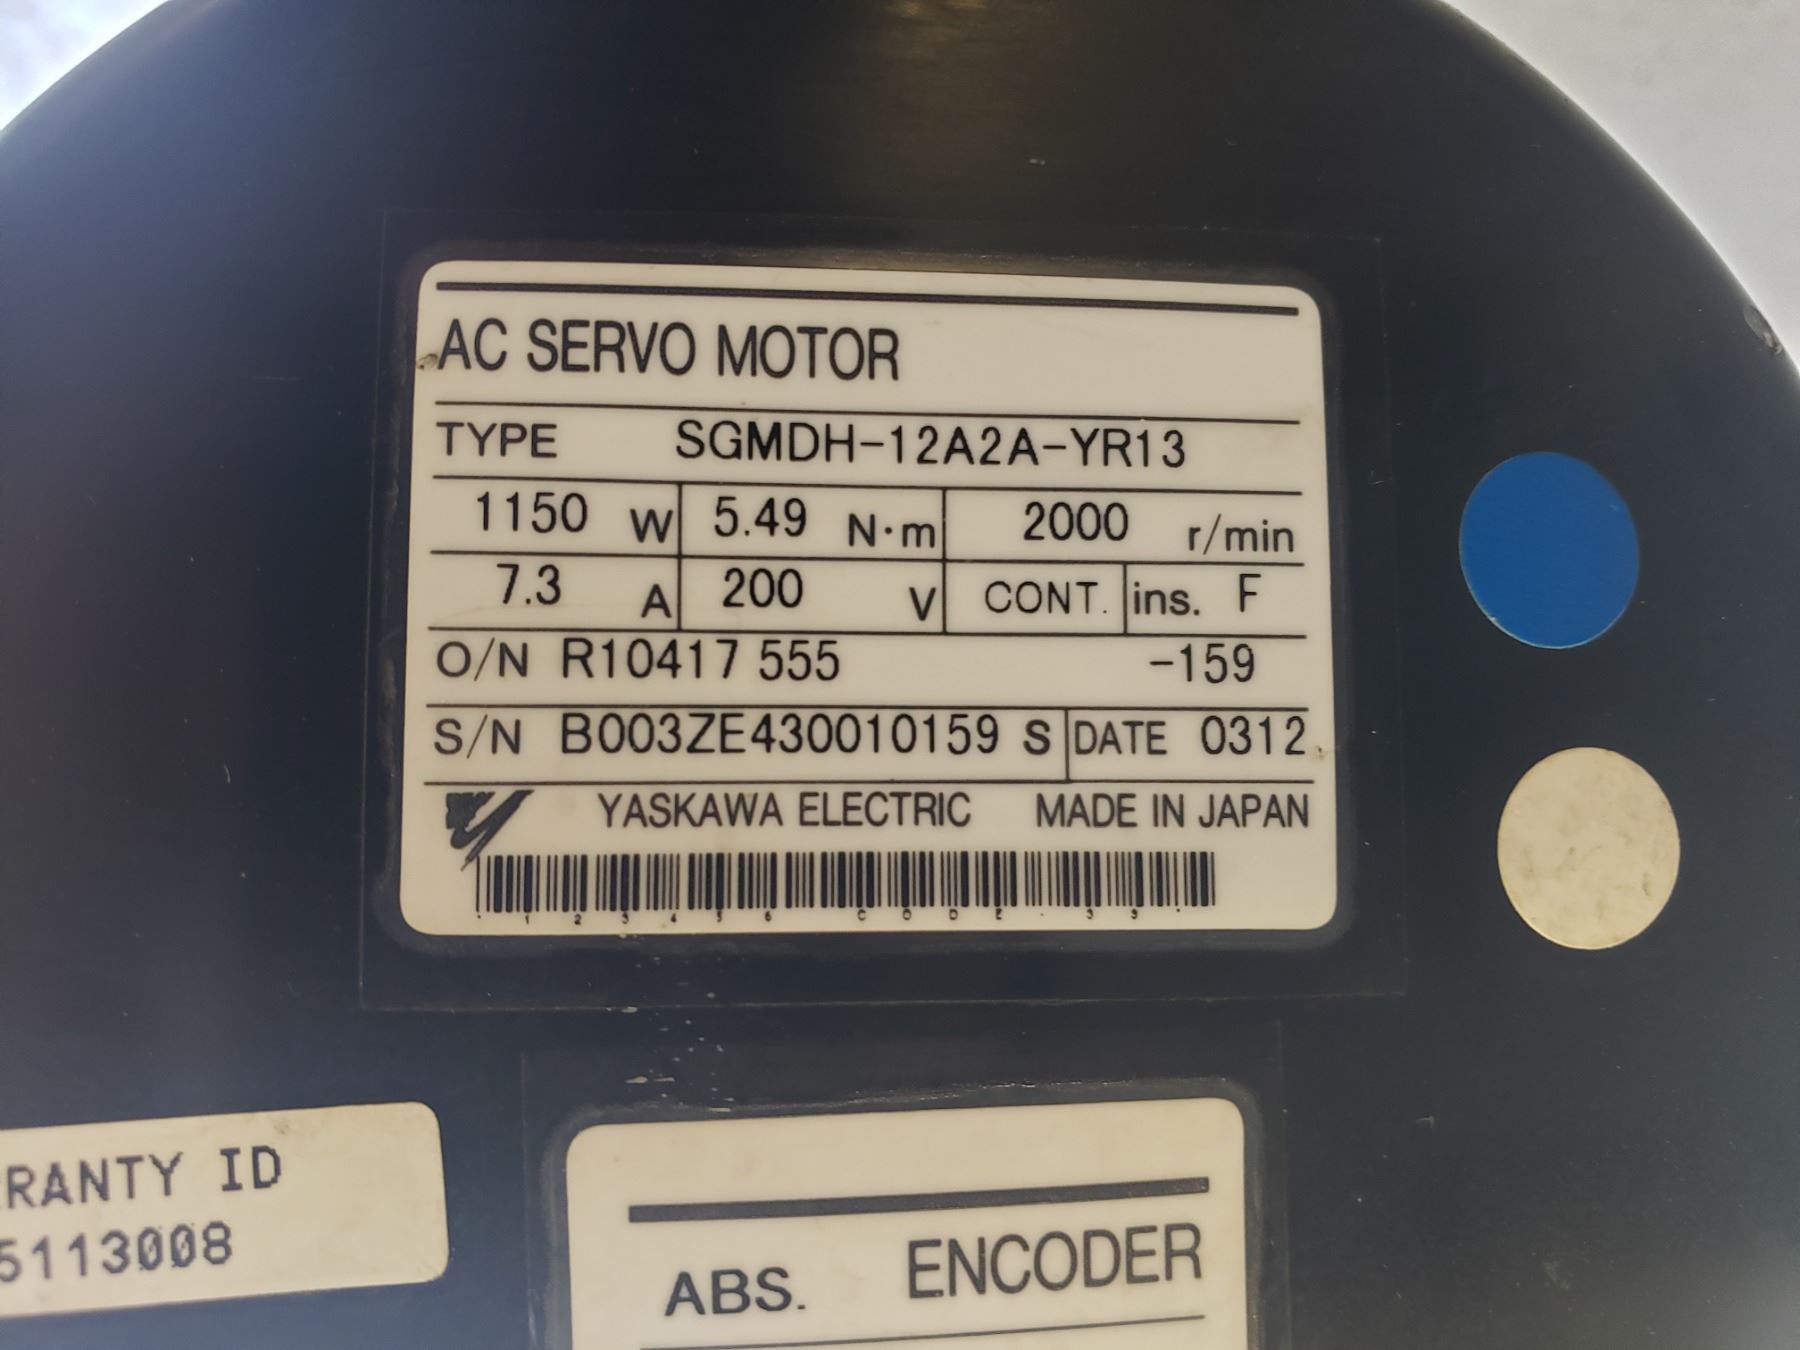 AC SERVO MOTOR
TYPE SGMDH-12A2A-YR13
1150 W 5.49 N·m 2000 r/min
7.3 A 200 V CONT. ins. F
O/N R10417 555 -159
S/N B003ZE430010159 S DATE 0312
YASKAWA ELECTRIC MADE IN JAPAN
RANTY ID
5113008
ABS. ENCODER